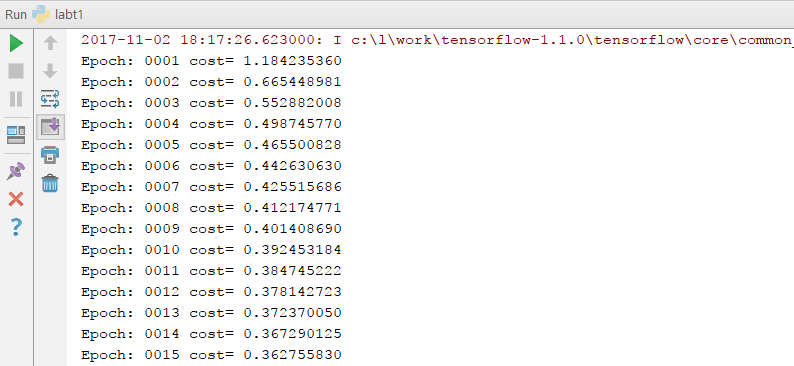 Run labt1
2017-11-02 18:17:26.623000: I c:\l\work\tensorflow-1.1.0\tensorflow\core\common_
Epoch: 0001 cost= 1.184235360
Epoch: 0002 cost= 0.665448981
Epoch: 0003 cost= 0.552882008
Epoch: 0004 cost= 0.498745770
Epoch: 0005 cost= 0.465500828
Epoch: 0006 cost= 0.442630630
Epoch: 0007 cost= 0.425515686
Epoch: 0008 cost= 0.412174771
Epoch: 0009 cost= 0.401408690
Epoch: 0010 cost= 0.392453184
Epoch: 0011 cost= 0.384745222
Epoch: 0012 cost= 0.378142723
Epoch: 0013 cost= 0.372370050
Epoch: 0014 cost= 0.367290125
Epoch: 0015 cost= 0.362755830